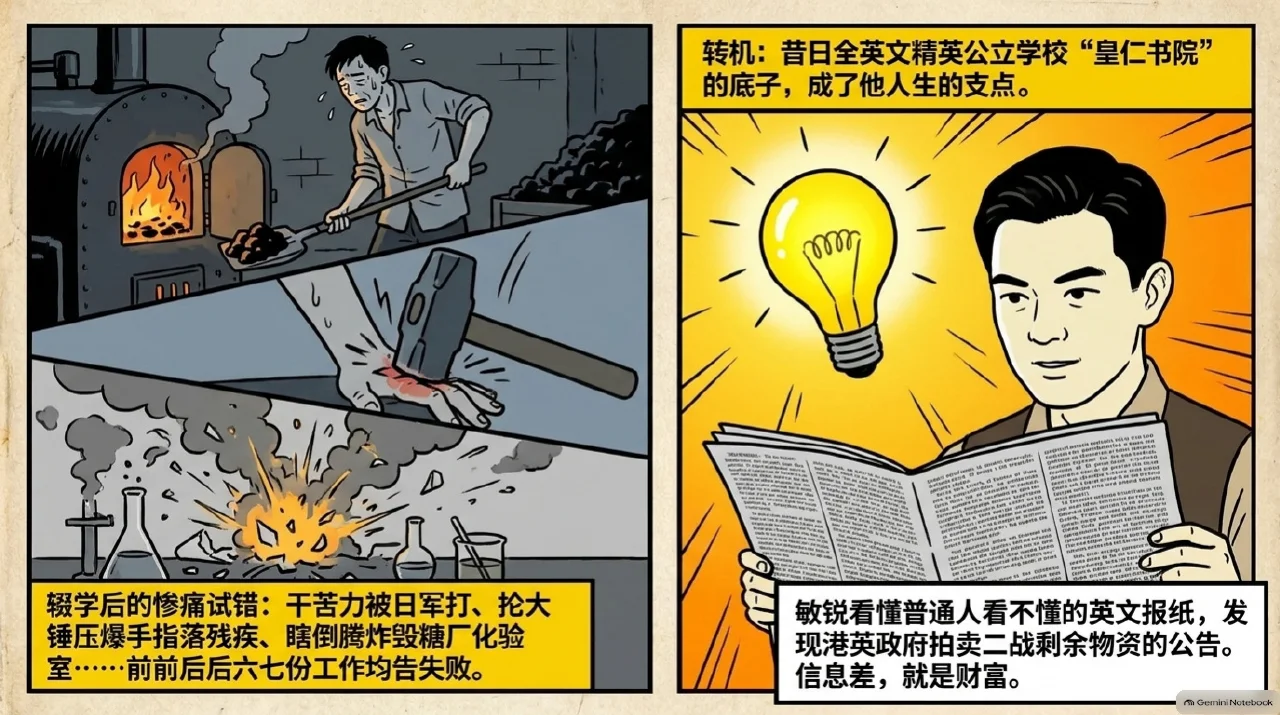 辍学后的惨痛试错：干苦力被日军打、抡大
锤压爆手指落残疾、瞎倒腾炸毁糖厂化验
室……前前后后六七份工作均告失败。
转机：昔日全英文精英公立学校“皇仁书院”
的底子，成了他人生的支点。
敏锐看懂普通人看不懂的英文报纸，发
现港英政府拍卖二战剩余物资的公告。
信息差，就是财富。
Gemini Notebook